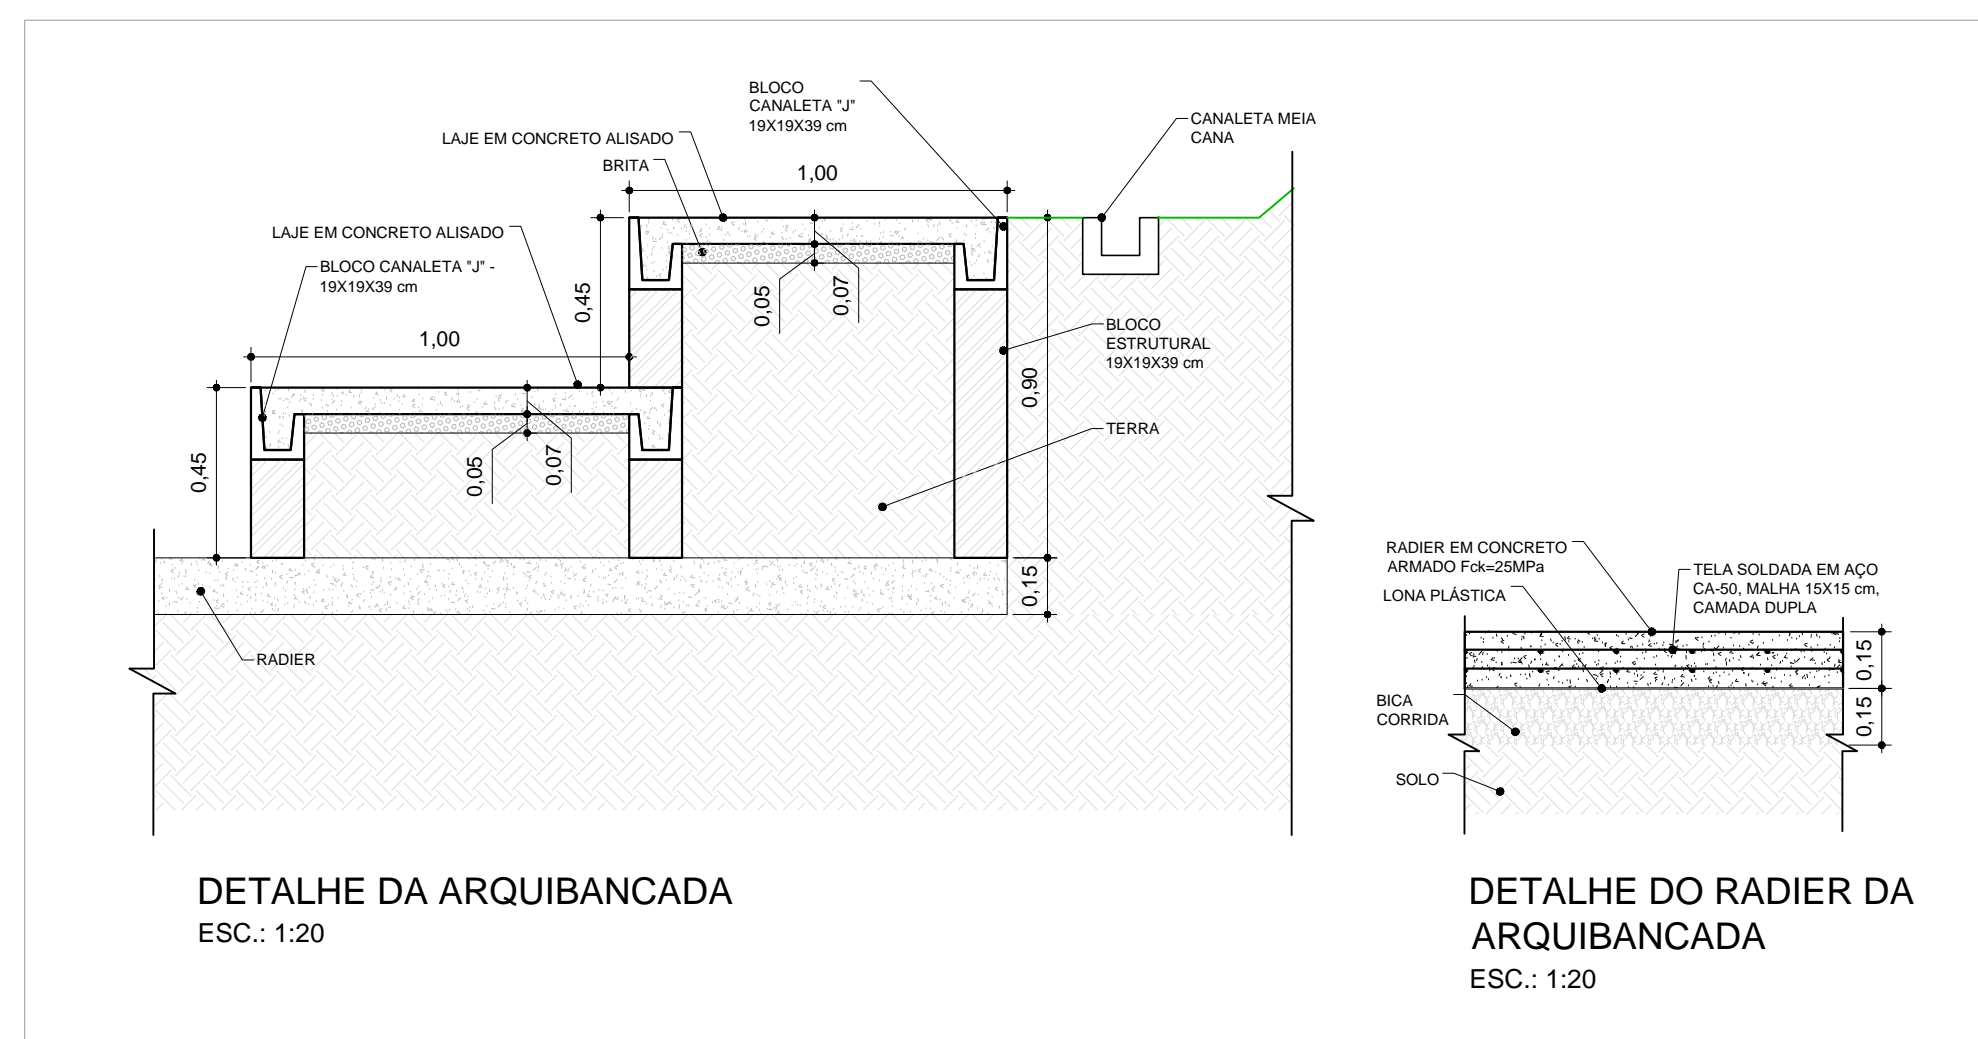 BLOCO
CANALETA "J"
19X19X39 cm
CANALETA MEIA
CANA
LAJE EM CONCRETO ALISADO
BRITA
1,00
LAJE EM CONCRETO ALISADO
BLOCO CANALETA "J" -
19X19X39 cm
0,45
0,05
0,07
1,00
BLOCO
ESTRUTURAL
19X19X39 cm
0,90
TERRA
0,45
0,05
0,07
0,15
RADIER
DETALHE DA ARQUIBANCADA
ESC.: 1:20
RADIER EM CONCRETO
ARMADO Fck=25MPa
LONA PLÁSTICA
TELA SOLDADA EM AÇO
CA-50, MALHA 15X15 cm,
CAMADA DUPLA
0,15
BICA
CORRIDA
0,15
SOLO
DETALHE DO RADIER DA
ARQUIBANCADA
ESC.: 1:20